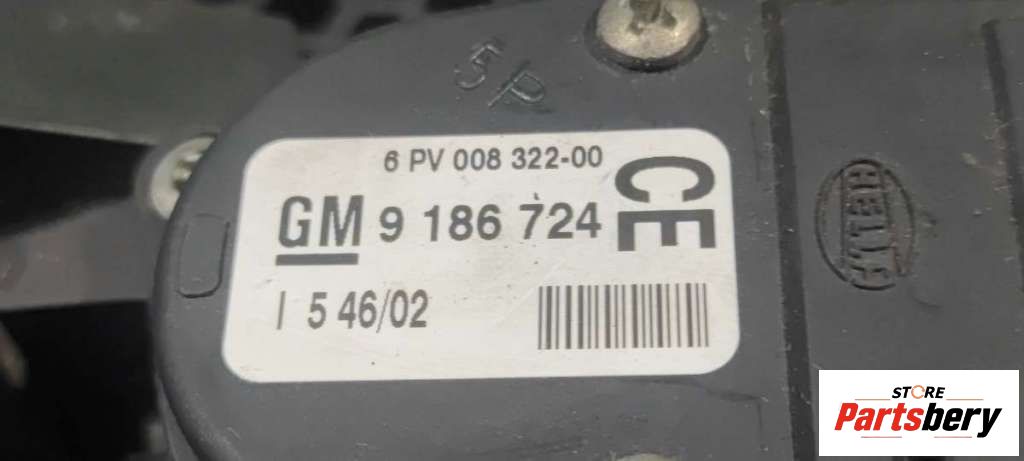 5P
6 PV 008 322-00
GM 9 186 724
CE
I 5 46/02
HELLA
STORE
Partsbery